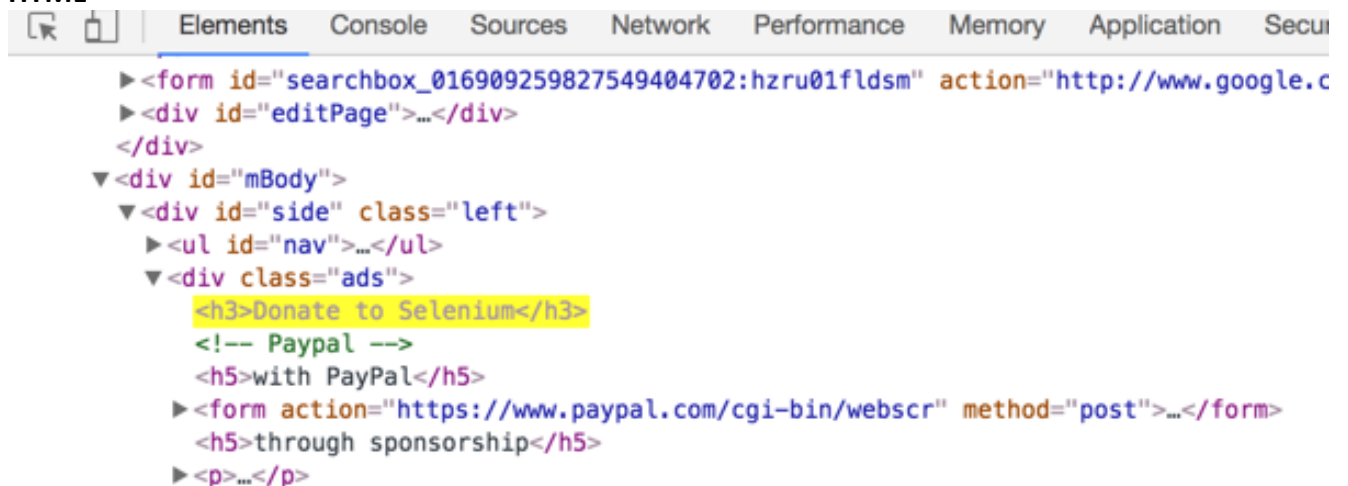 HTML
Elements Console Sources Network Performance Memory Application Secur
▶<form id="searchbox_016909259827549404702:hzru01fldsm" action="http://www.google.c
▶<div id="editPage">…</div>
</div>
▼<div id="mBody">
▼<div id="side" class="left">
▶<ul id="nav">…</ul>
▼<div class="ads">
<h3>Donate to Selenium</h3>
<!-- Paypal -->
<h5>with PayPal</h5>
▶<form action="https://www.paypal.com/cgi-bin/webscr" method="post">…</form>
<h5>through sponsorship</h5>
▶<p>…</p>